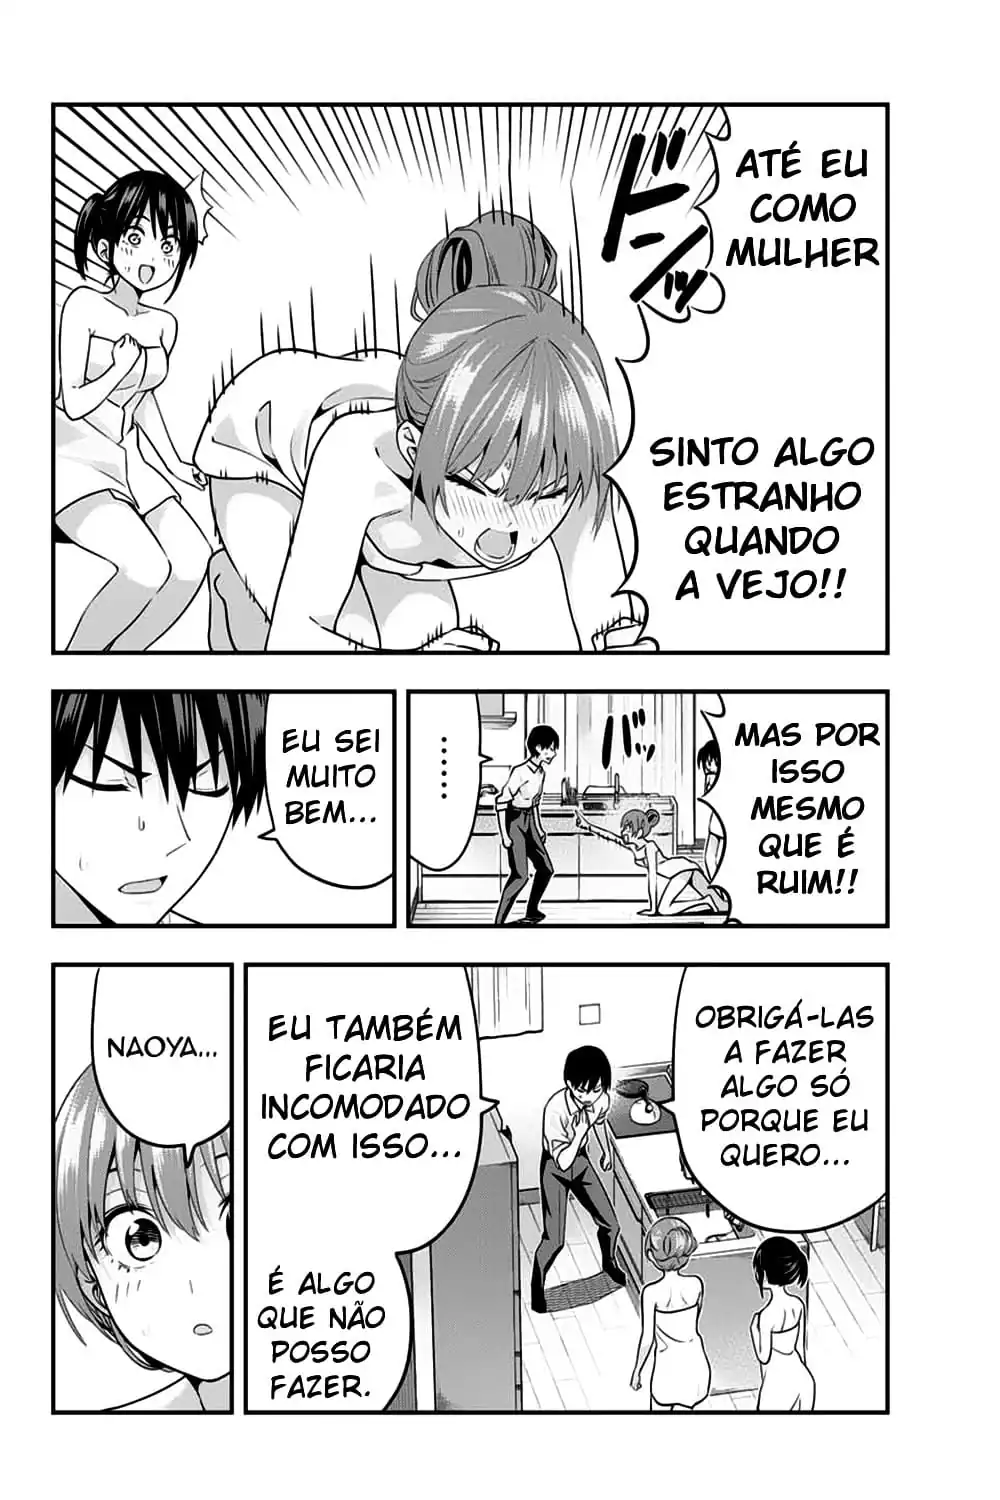 ATÉ EU
COMO
MULHER
ドンッ
SINTO ALGO
ESTRANHO
QUANDO
A VEJO!!
MAS POR
ISSO
MESMO
QUE É
RUIM!!
......
EU SEI
MUITO
BEM...
OBRIGÁ-LAS
A FAZER
ALGO SÓ
PORQUE EU
QUERO...
EU TAMBÉM
FICARIA
INCOMODADO
COM ISSO...
É ALGO
QUE NÃO
POSSO
FAZER.
NAOYA...